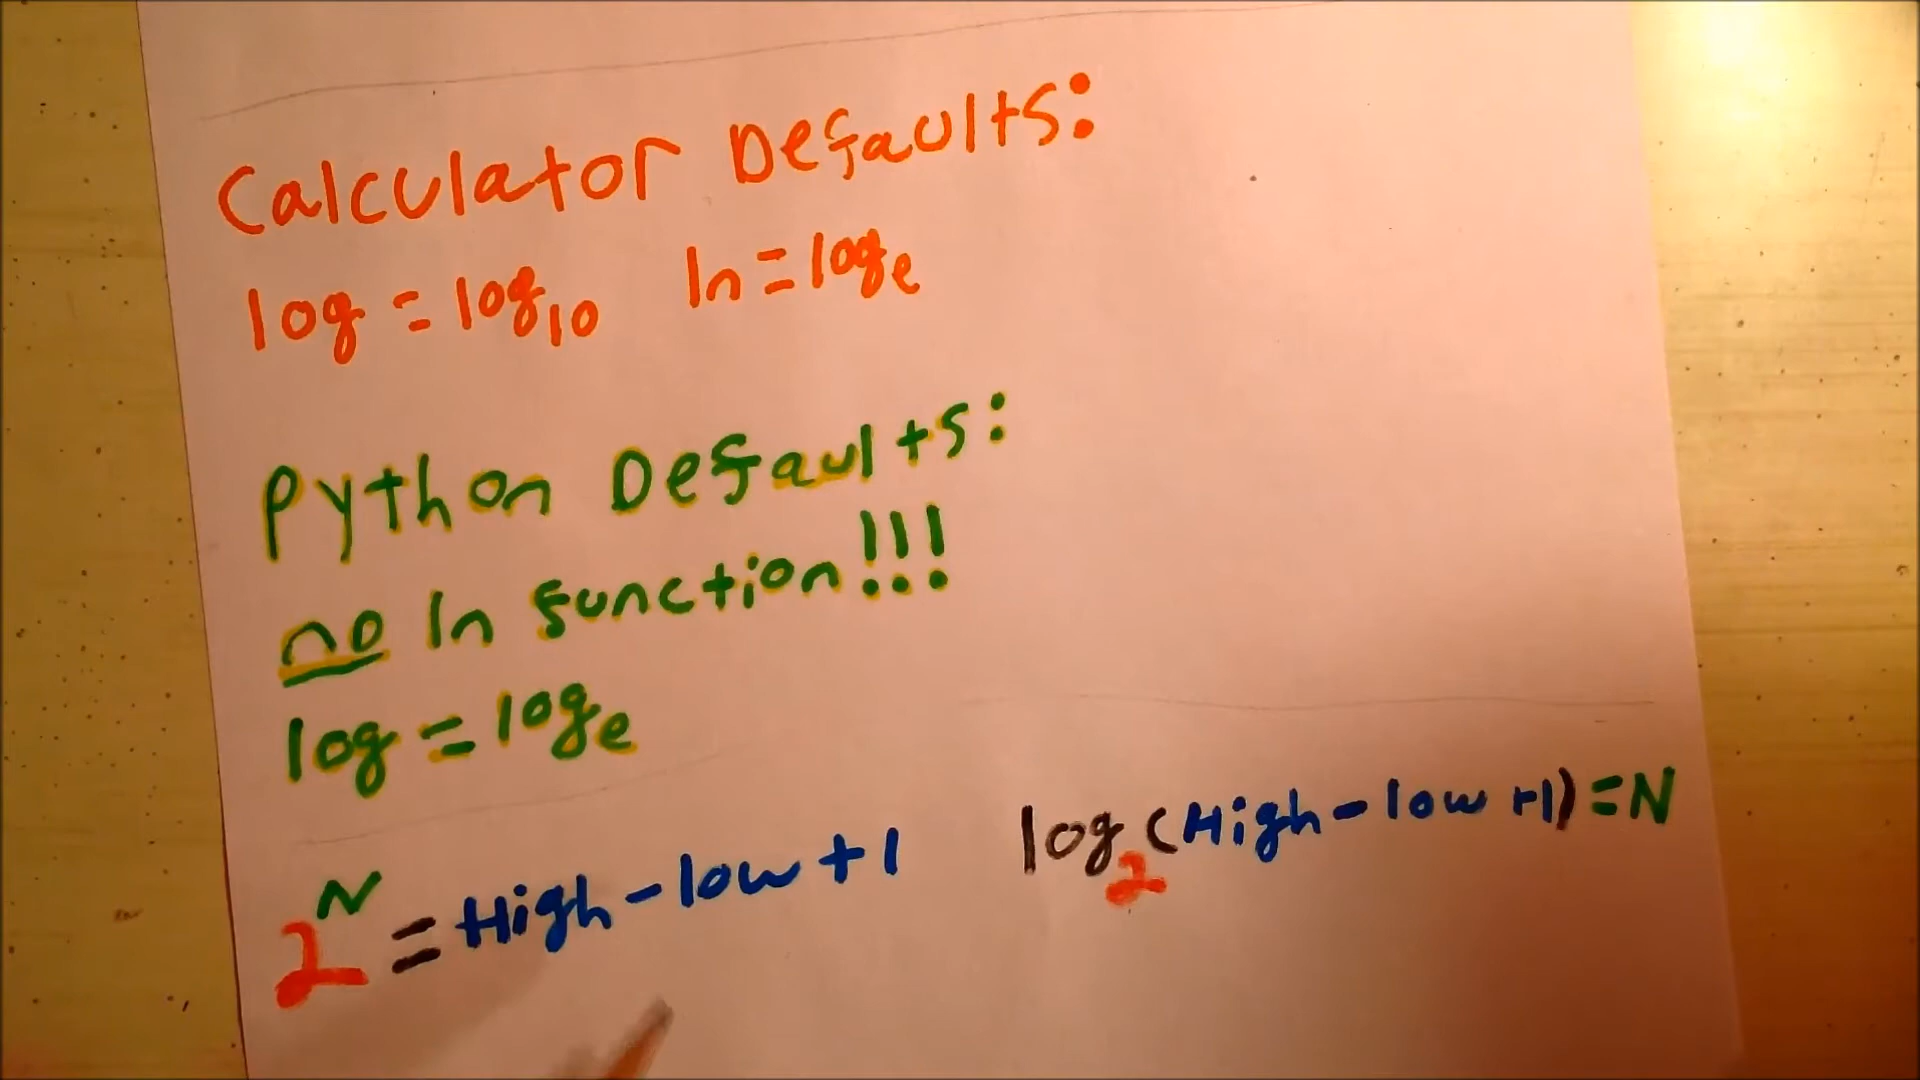 Calculator Defaults:
log = log₁₀ ln = logₑ
Python Defaults:
no ln function!!!
log = logₑ
2ᴺ = High - low + 1
log₂(High - low + 1) = N